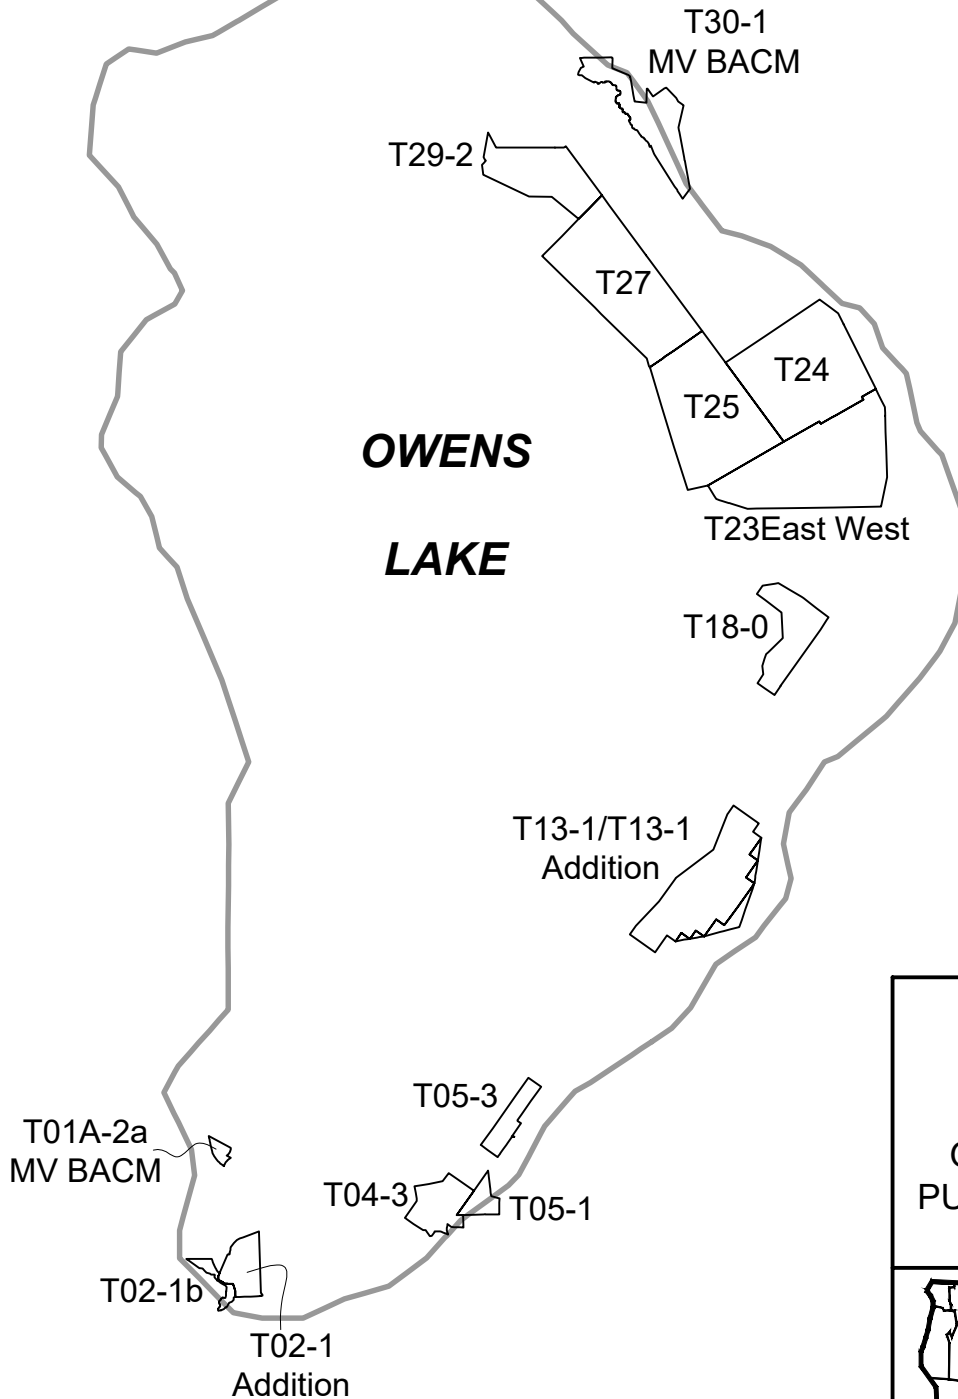 T30-1
MV BACM
T29-2
T27
T24
T25
OWENS
LAKE
T23East West
T18-0
T13-1/T13-1
Addition
T05-3
T01A-2a
MV BACM
T04-3
T05-1
T02-1b
T02-1
Addition